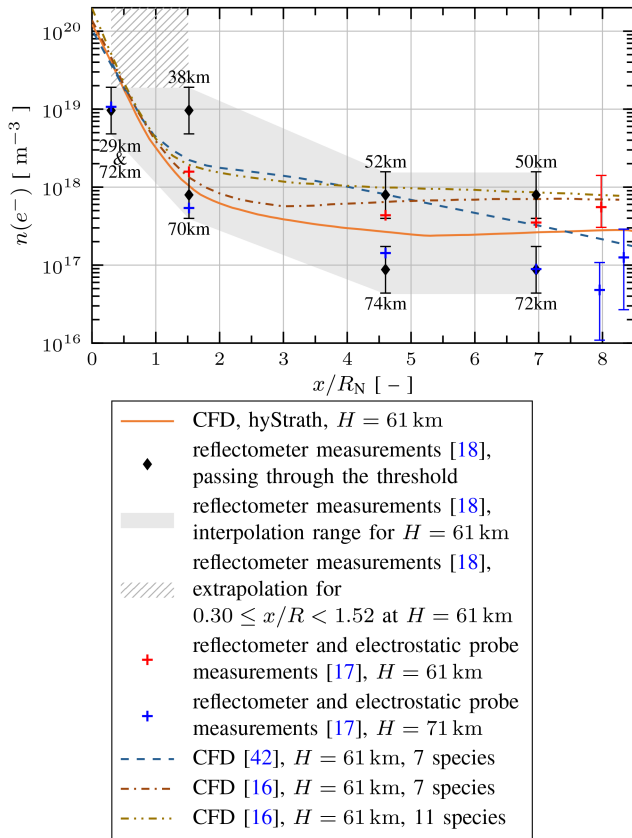 10^20
10^19
10^18
10^17
10^16
n(e^−) [ m^−3 ]
38km
29km
&
72km
70km
52km
50km
74km
72km
0 1 2 3 4 5 6 7 8
x/R_N [ − ]
CFD, hyStrath, H = 61 km
reflectometer measurements [18],
passing through the threshold
reflectometer measurements [18],
interpolation range for H = 61 km
reflectometer measurements [18],
extrapolation for
0.30 ≤ x/R < 1.52 at H = 61 km
reflectometer and electrostatic probe
measurements [17], H = 61 km
reflectometer and electrostatic probe
measurements [17], H = 71 km
CFD [42], H = 61 km, 7 species
CFD [16], H = 61 km, 7 species
CFD [16], H = 61 km, 11 species